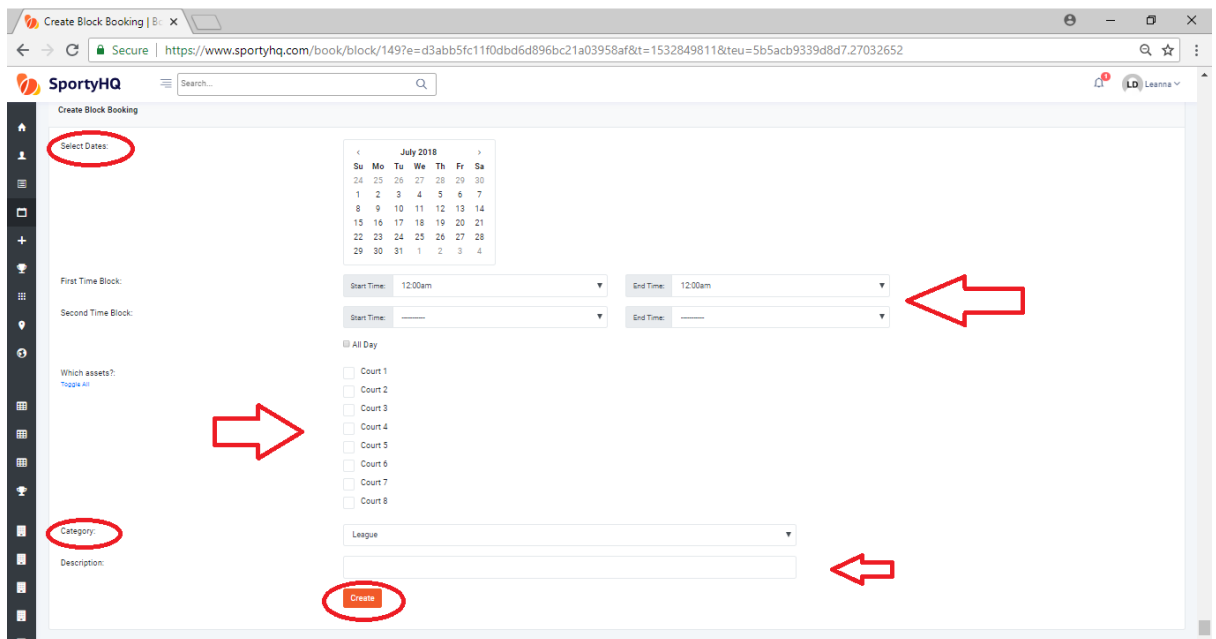 Create Block Booking | Bo
Secure | https://www.sportyhq.com/book/block/149?e=d3abb5fc11f0dbd6d896bc21a03958af&t=1532849811&teu=5b5acb9339d8d7.27032652
SportyHQ Search... 1 LD Leanna
Create Block Booking
Select Dates:
‹ July 2018 ›
Su Mo Tu We Th Fr Sa
24 25 26 27 28 29 30
1 2 3 4 5 6 7
8 9 10 11 12 13 14
15 16 17 18 19 20 21
22 23 24 25 26 27 28
29 30 31 1 2 3 4
First Time Block: Start Time: 12:00am End Time: 12:00am
Second Time Block: Start Time: ---------- End Time: ----------
All Day
Which assets?: Court 1
Toggle All
Court 2
Court 3
Court 4
Court 5
Court 6
Court 7
Court 8
Category: League
Description:
Create